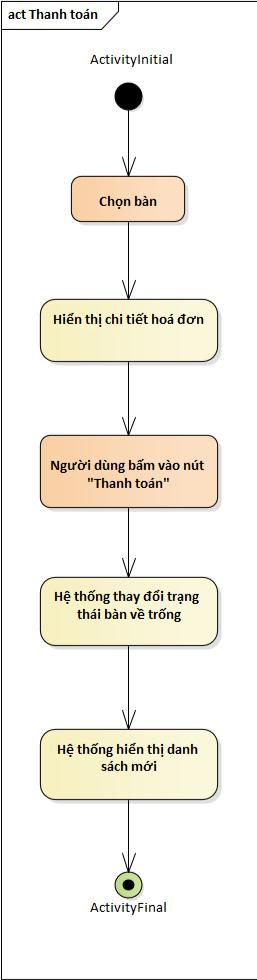 act Thanh toán
ActivityInitial
Chọn bàn
Hiển thị chi tiết hoá đơn
Người dùng bấm vào nút
"Thanh toán"
Hệ thống thay đổi trạng
thái bàn về trống
Hệ thống hiển thị danh
sách mới
ActivityFinal